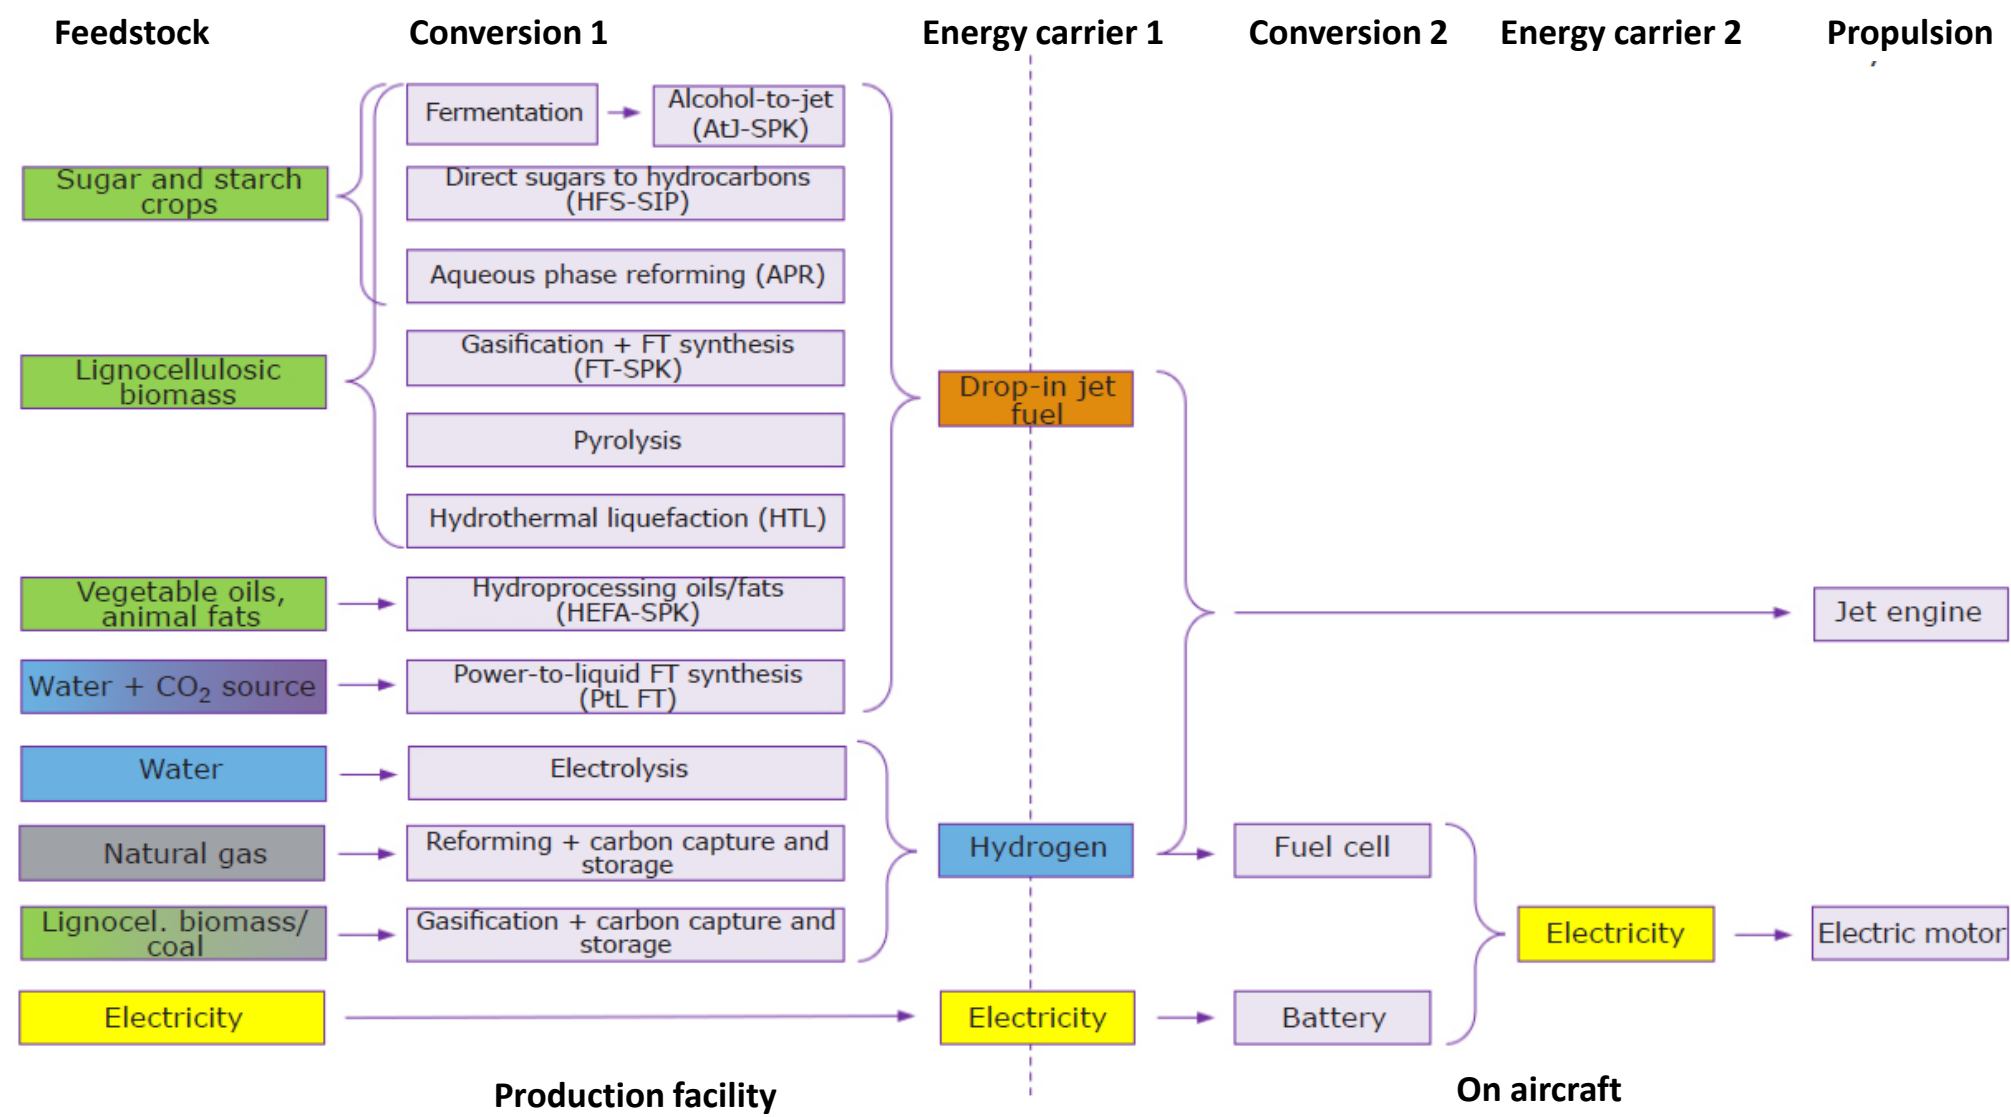 Feedstock
Conversion 1
Energy carrier 1
Conversion 2
Energy carrier 2
Propulsion
Fermentation
Alcohol-to-jet
(AtJ-SPK)
Sugar and starch
crops
Direct sugars to hydrocarbons
(HFS-SIP)
Aqueous phase reforming (APR)
Lignocellulosic
biomass
Gasification + FT synthesis
(FT-SPK)
Drop-in jet
fuel
Pyrolysis
Hydrothermal liquefaction (HTL)
Vegetable oils,
animal fats
Hydroprocessing oils/fats
(HEFA-SPK)
Jet engine
Water + CO₂ source
Power-to-liquid FT synthesis
(PtL FT)
Water
Electrolysis
Natural gas
Reforming + carbon capture and
storage
Hydrogen
Fuel cell
Lignocel. biomass/
coal
Gasification + carbon capture and
storage
Electricity
Electric motor
Electricity
Electricity
Battery
Production facility
On aircraft